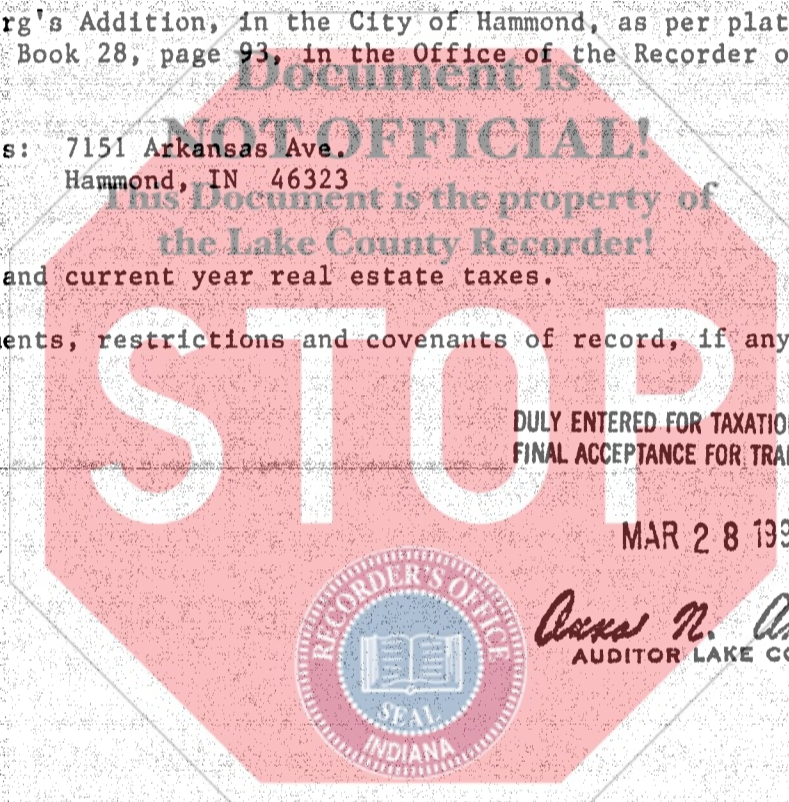 rg's Addition, in the City of Hammond, as per plat
Book 28, page 93, in the Office of the Recorder o
Document is
NOT OFFICIAL!
s: 7151 Arkansas Ave.
Hammond, IN 46323
This Document is the property of
the Lake County Recorder!
and current year real estate taxes.
ents, restrictions and covenants of record, if any
STOP
DULY ENTERED FOR TAXATIO
FINAL ACCEPTANCE FOR TRA
MAR 28 199
N.
AUDITOR LAKE CO
RECORDER'S OFFICE
SEAL
INDIANA